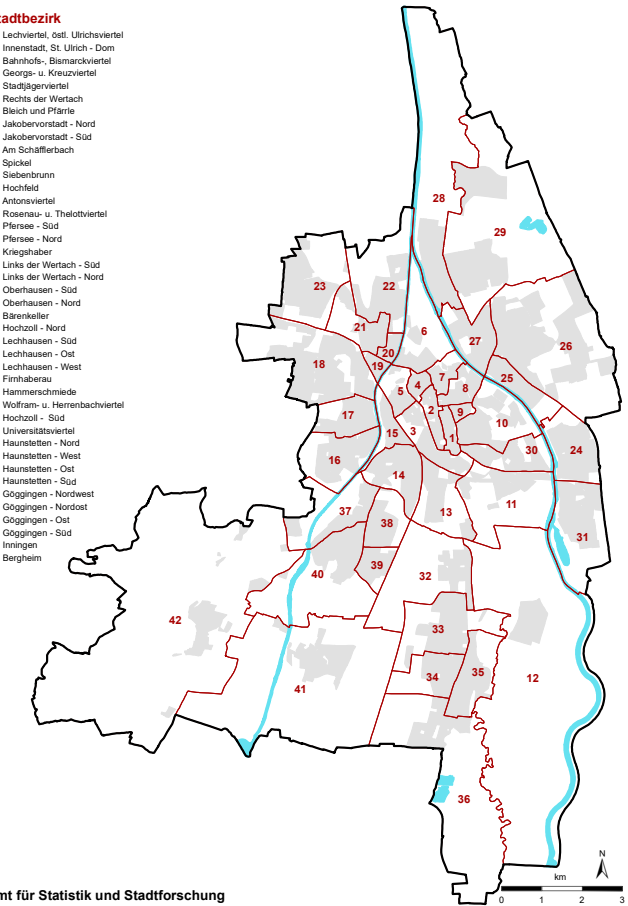 tadtbezirk
Lechviertel, östl. Ulrichsviertel
Innenstadt, St. Ulrich - Dom
Bahnhofs-, Bismarckviertel
Georgs- u. Kreuzviertel
Stadtjägerviertel
Rechts der Wertach
Bleich und Pfärrle
Jakobervorstadt - Nord
Jakobervorstadt - Süd
Am Schäfflerbach
Spickel
Siebenbrunn
Hochfeld
Antonsviertel
Rosenau- u. Thelottviertel
Pfersee - Süd
Pfersee - Nord
Kriegshaber
Links der Wertach - Süd
Links der Wertach - Nord
Oberhausen - Süd
Oberhausen - Nord
Bärenkeller
Hochzoll - Nord
Lechhausen - Süd
Lechhausen - Ost
Lechhausen - West
Firnhaberau
Hammerschmiede
Wolfram- u. Herrenbachviertel
Hochzoll - Süd
Universitätsviertel
Haunstetten - Nord
Haunstetten - West
Haunstetten - Ost
Haunstetten - Süd
Göggingen - Nordwest
Göggingen - Nordost
Göggingen - Ost
Göggingen - Süd
Inningen
Bergheim
28
29
23
22
21
6
27
26
20
19
18
4
7
25
5
8
2
9
17
10
3
1
15
30
24
16
14
11
37
13
38
31
39
40
32
42
33
34
35
12
41
36
N
km
0 1 2 3
nt für Statistik und Stadtforschung